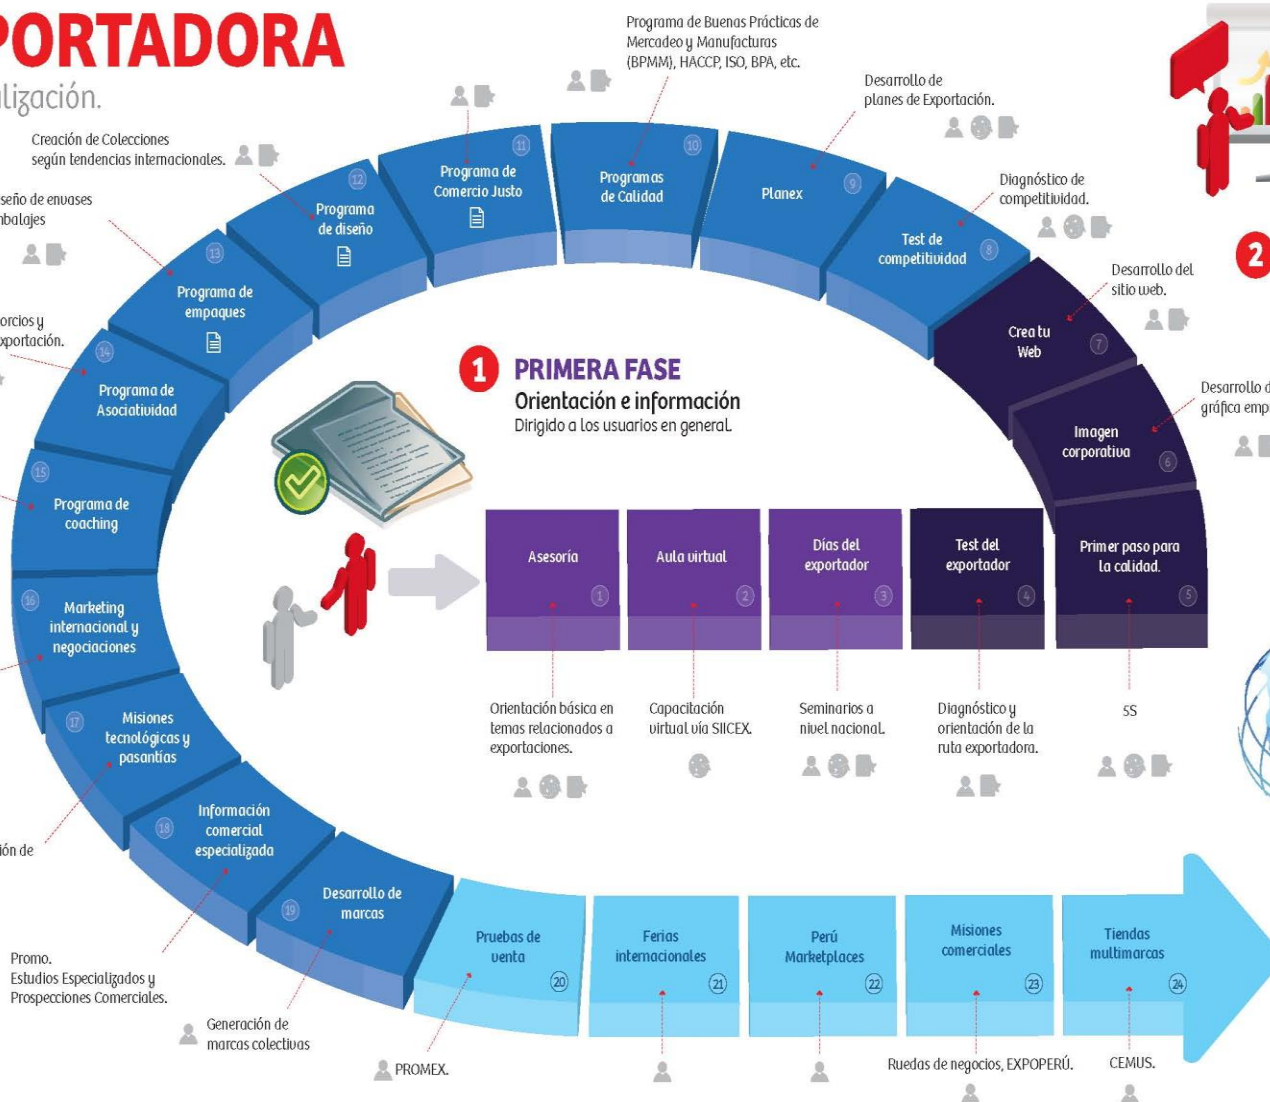 PORTADORA
alización.
Programa de Buenas Prácticas de
Mercadeo y Manufacturas
(BPMM), HACCP, ISO, BPA, etc.
Desarrollo de
planes de Exportación.
Creación de Colecciones
según tendencias internacionales.
Diagnóstico de
competitividad.
seño de envases
mbalajes
Desarrollo del
sitio web.
2
orcios y
xportación.
Desarrollo d
gráfica emp
11
Programa de
Comercio Justo
10
Programas
de Calidad
9
Planex
8
Test de
competitividad
12
Programa
de diseño
13
Programa de
empaques
14
Programa de
Asociatividad
15
Programa de
coaching
16
Marketing
internacional y
negociaciones
17
Misiones
tecnológicas y
pasantías
18
Información
comercial
especializada
19
Desarrollo de
marcas
Crea tu
Web
7
Imagen
corporativa
6
Primer paso para
la calidad.
5
1 PRIMERA FASE
Orientación e información
Dirigido a los usuarios en general.
Asesoría
1
Aula virtual
2
Días del
exportador
3
Test del
exportador
4
Orientación básica en
temas relacionados a
exportaciones.
Capacitación
virtual vía SIICEX.
Seminarios a
nivel nacional.
Diagnóstico y
orientación de la
ruta exportadora.
5S
ión de
Promo.
Estudios Especializados y
Prospecciones Comerciales.
Generación de
marcas colectivas
Pruebas de
venta
20
Ferias
internacionales
21
Perú
Marketplaces
22
Misiones
comerciales
23
Tiendas
multimarcas
24
PROMEX.
Ruedas de negocios, EXPOPERÚ.
CEMUS.